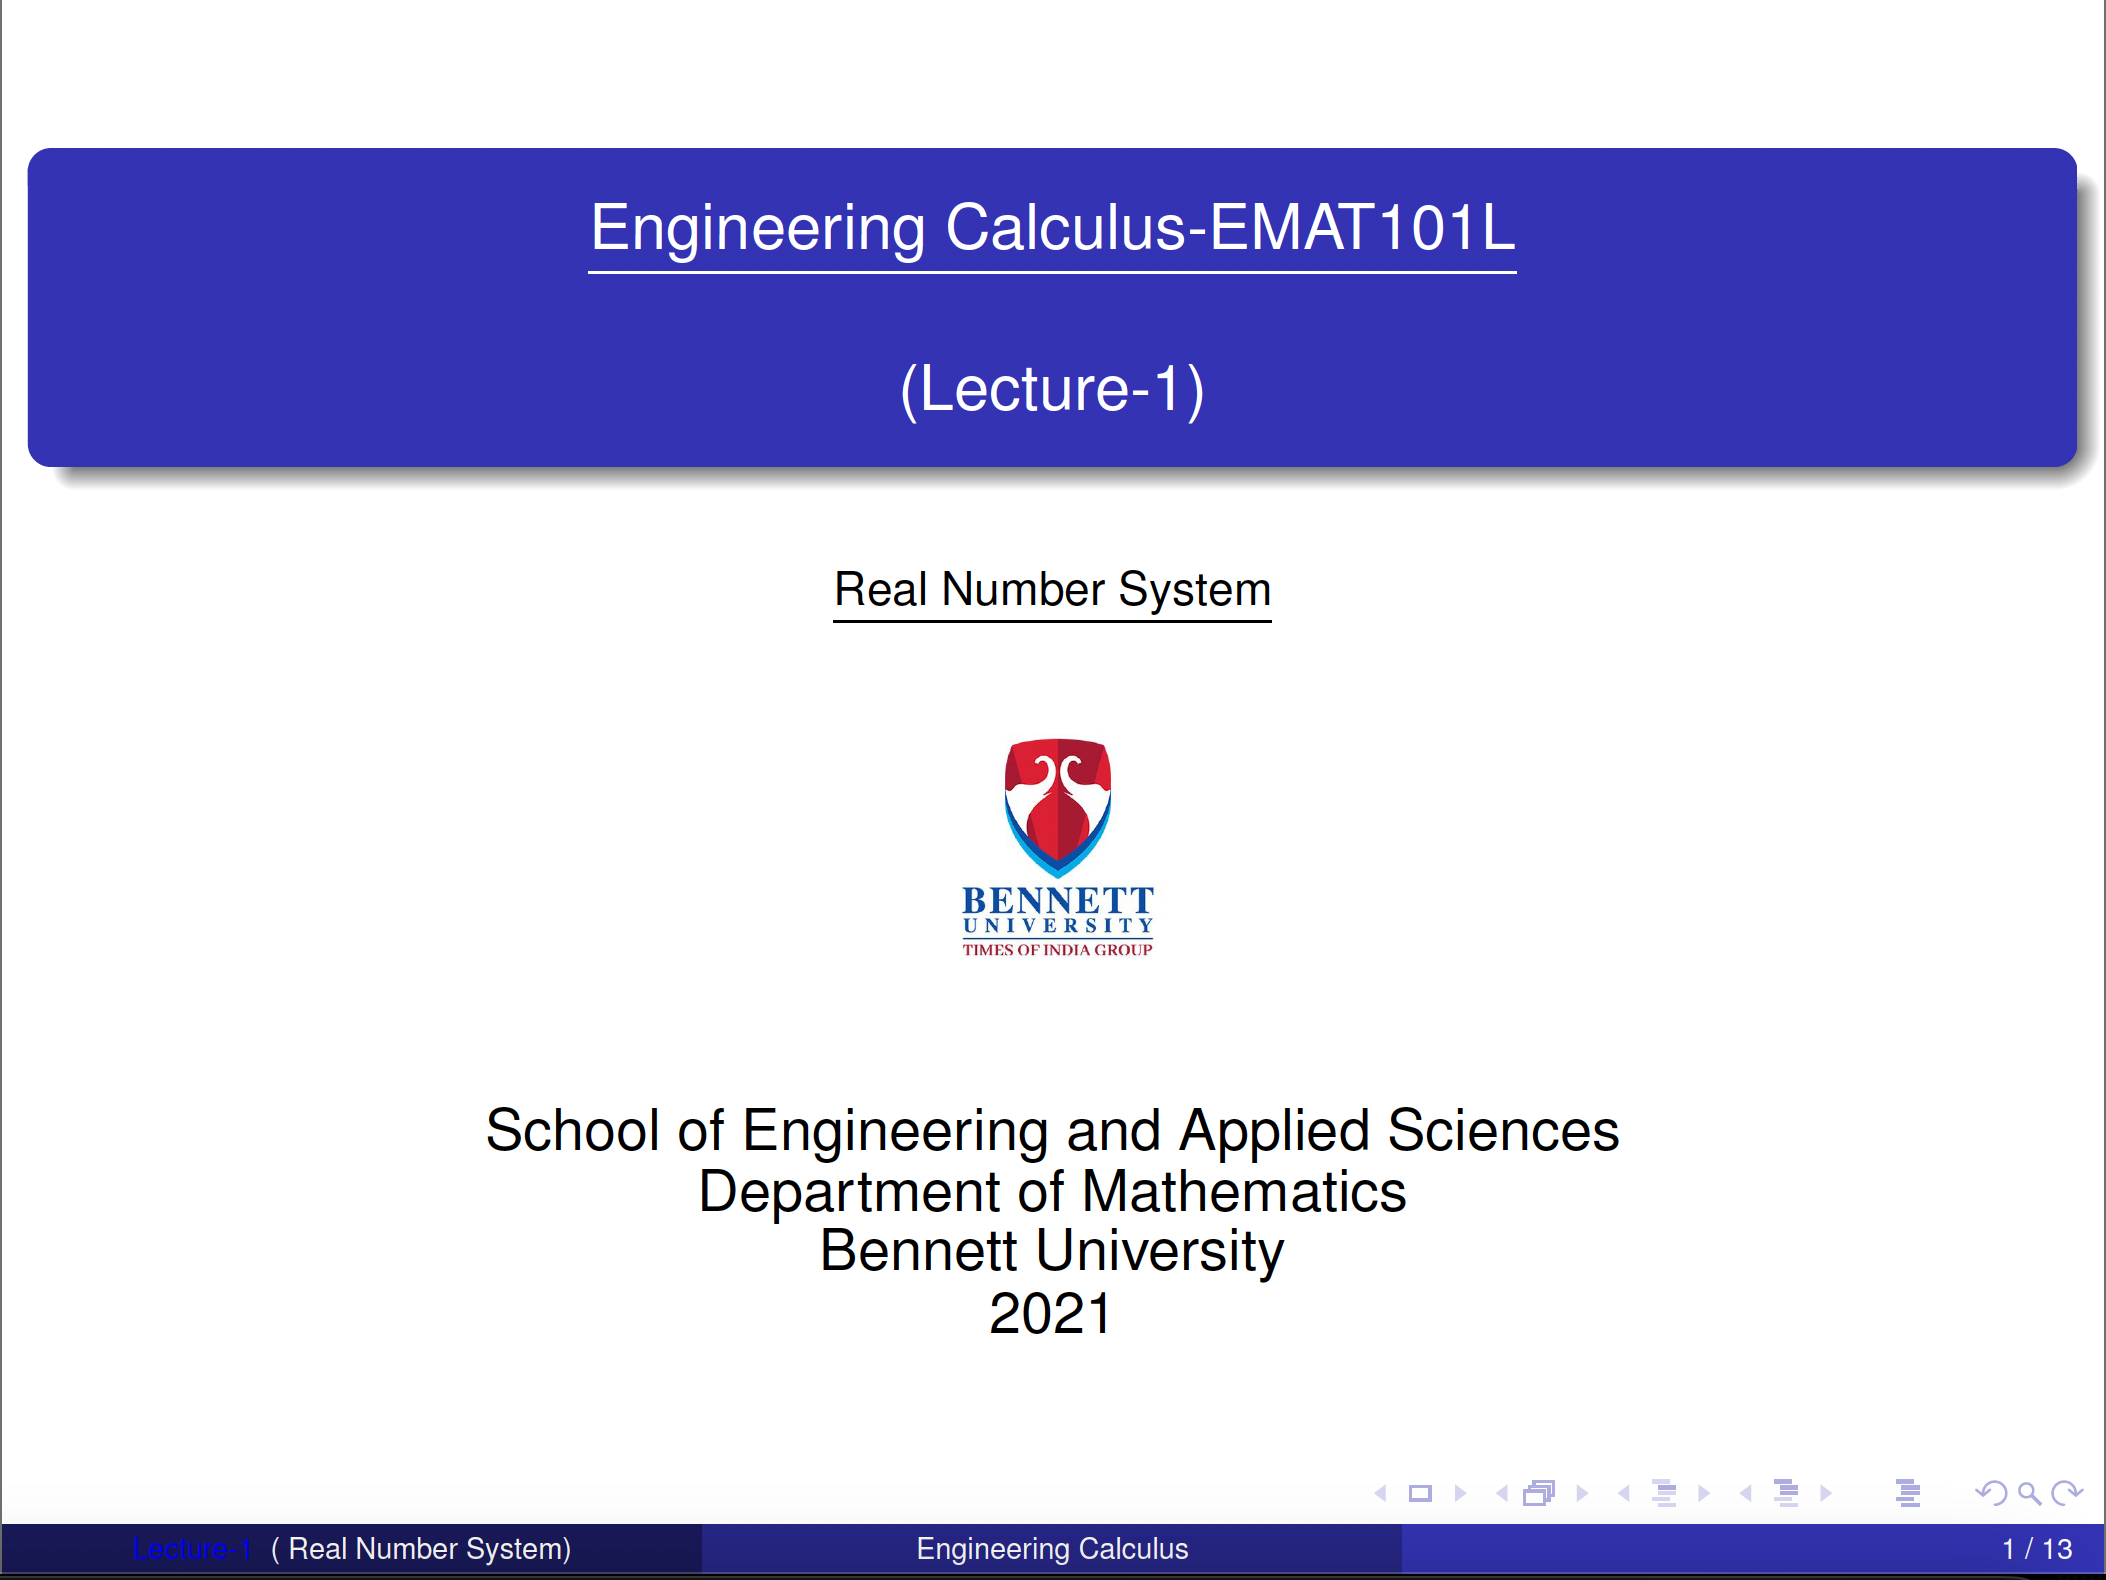 Engineering Calculus-EMAT101L
(Lecture-1)
Real Number System
BENNETT
UNIVERSITY
TIMES OF INDIA GROUP
School of Engineering and Applied Sciences
Department of Mathematics
Bennett University
2021
Lecture-1 ( Real Number System) Engineering Calculus 1 / 13